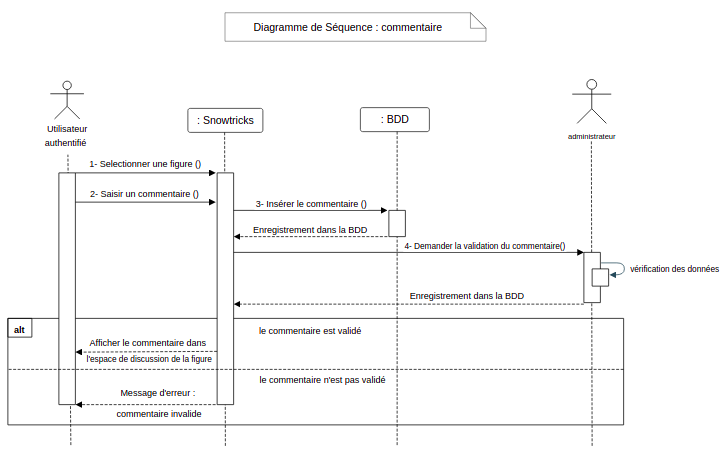 Diagramme de Séquence : commentaire
Utilisateur
authentifié
: Snowtricks
: BDD
administrateur
1- Selectionner une figure ()
2- Saisir un commentaire ()
3- Insérer le commentaire ()
Enregistrement dans la BDD
4- Demander la validation du commentaire()
vérification des données
Enregistrement dans la BDD
alt
le commentaire est validé
Afficher le commentaire dans
l'espace de discussion de la figure
le commentaire n'est pas validé
Message d'erreur :
commentaire invalide